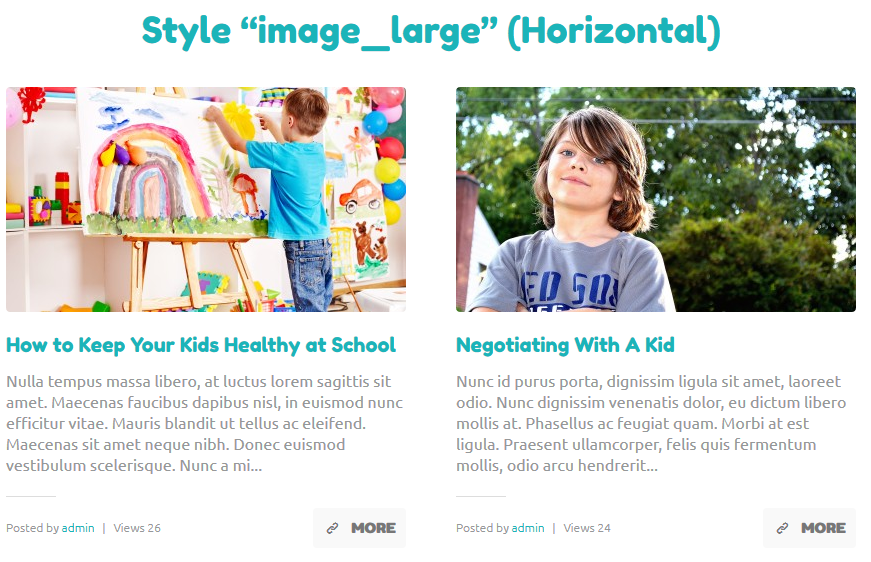 Style “image_large” (Horizontal)
How to Keep Your Kids Healthy at School
Nulla tempus massa libero, at luctus lorem sagittis sit
amet. Maecenas faucibus dapibus nisl, in euismod nunc
efficitur vitae. Mauris blandit ut tellus ac eleifend.
Maecenas sit amet neque nibh. Donec euismod
vestibulum scelerisque. Nunc a mi...
Posted by admin | Views 26
MORE
ED SO
Negotiating With A Kid
Nunc id purus porta, dignissim ligula sit amet, laoreet
odio. Nunc dignissim venenatis dolor, eu dictum libero
mollis at. Phasellus ac feugiat quam. Morbi at est
ligula. Praesent ullamcorper, felis quis fermentum
mollis, odio arcu hendrerit...
Posted by admin | Views 24
MORE